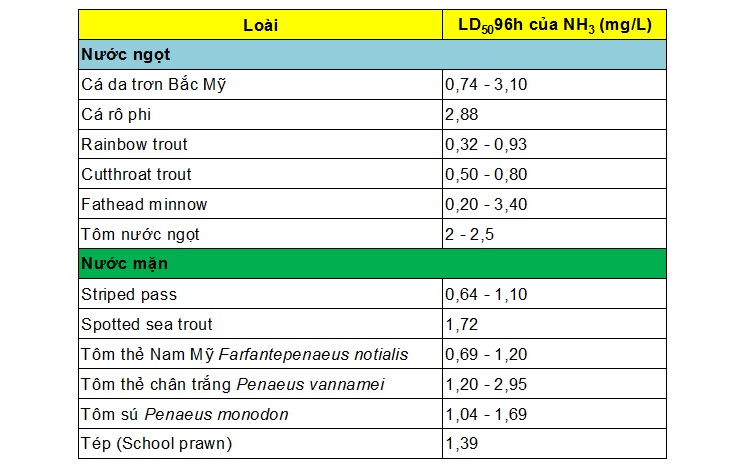 Loài LD5096h của NH3 (mg/L)
Nước ngọt
Cá da trơn Bắc Mỹ 0,74 - 3,10
Cá rô phi 2,88
Rainbow trout 0,32 - 0,93
Cutthroat trout 0,50 - 0,80
Fathead minnow 0,20 - 3,40
Tôm nước ngọt 2 - 2,5
Nước mặn
Striped pass 0,64 - 1,10
Spotted sea trout 1,72
Tôm thẻ Nam Mỹ Farfantepenaeus notialis 0,69 - 1,20
Tôm thẻ chân trắng Penaeus vannamei 1,20 - 2,95
Tôm sú Penaeus monodon 1,04 - 1,69
Tép (School prawn) 1,39